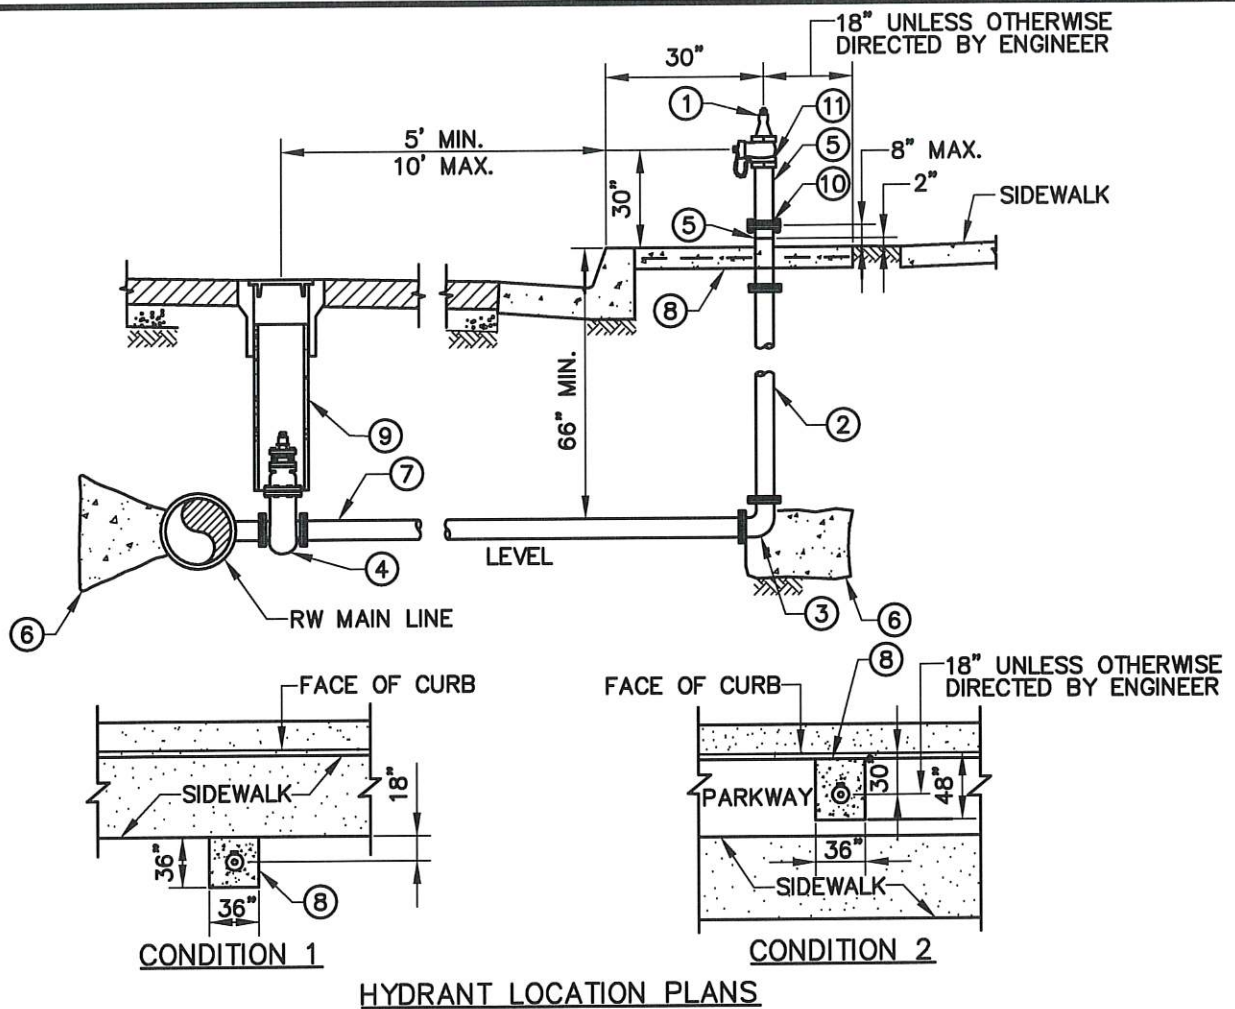 18" UNLESS OTHERWISE
DIRECTED BY ENGINEER
30"
1
11
5' MIN.
10' MAX.
5
8" MAX.
30"
10
2"
SIDEWALK
5
8
66" MIN.
2
9
7
LEVEL
4
3
6
RW MAIN LINE
6
8
18" UNLESS OTHERWISE
DIRECTED BY ENGINEER
FACE OF CURB
FACE OF CURB
18"
SIDEWALK
30"
48"
PARKWAY
36"
36"
SIDEWALK
8
36"
CONDITION 1
CONDITION 2
HYDRANT LOCATION PLANS